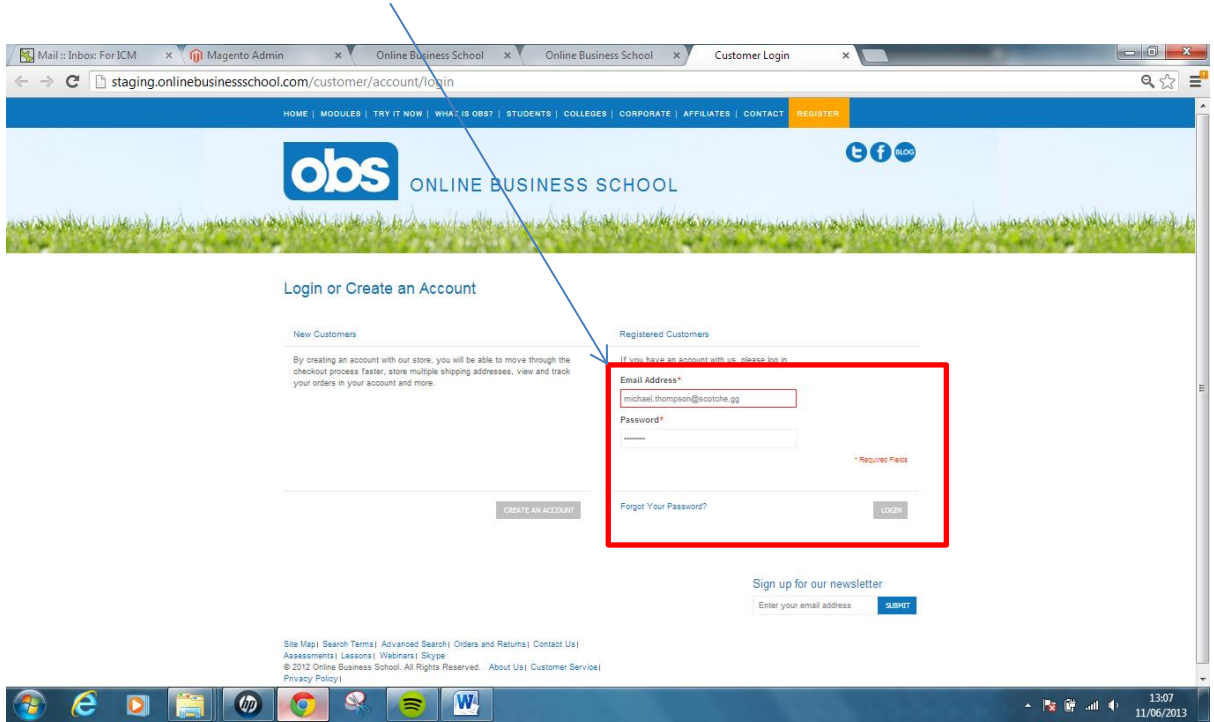 Mail :: Inbox: For ICM
Magento Admin
Online Business School
Online Business School
Customer Login
staging.onlinebusinessschool.com/customer/account/login
HOME | MODULES | TRY IT NOW | WHAT IS OBS? | STUDENTS | COLLEGES | CORPORATE | AFFILIATES | CONTACT REGISTER
obs
ONLINE BUSINESS SCHOOL
BLOG
Login or Create an Account
New Customers
By creating an account with our store, you will be able to move through the
checkout process faster, store multiple shipping addresses, view and track
your orders in your account and more.
CREATE AN ACCOUNT
Registered Customers
If you have an account with us, please log in.
Email Address*
michael.thompson@scotche.gg
Password*
* Required Fields
Forgot Your Password?
LOGIN
Sign up for our newsletter
Enter your email address
SUBMIT
Site Map| Search Terms| Advanced Search| Orders and Returns| Contact Us|
Assessments| Lessons| Webinars| Skype
© 2012 Online Business School. All Rights Reserved. About Us| Customer Service|
Privacy Policy|
13:07
11/06/2013